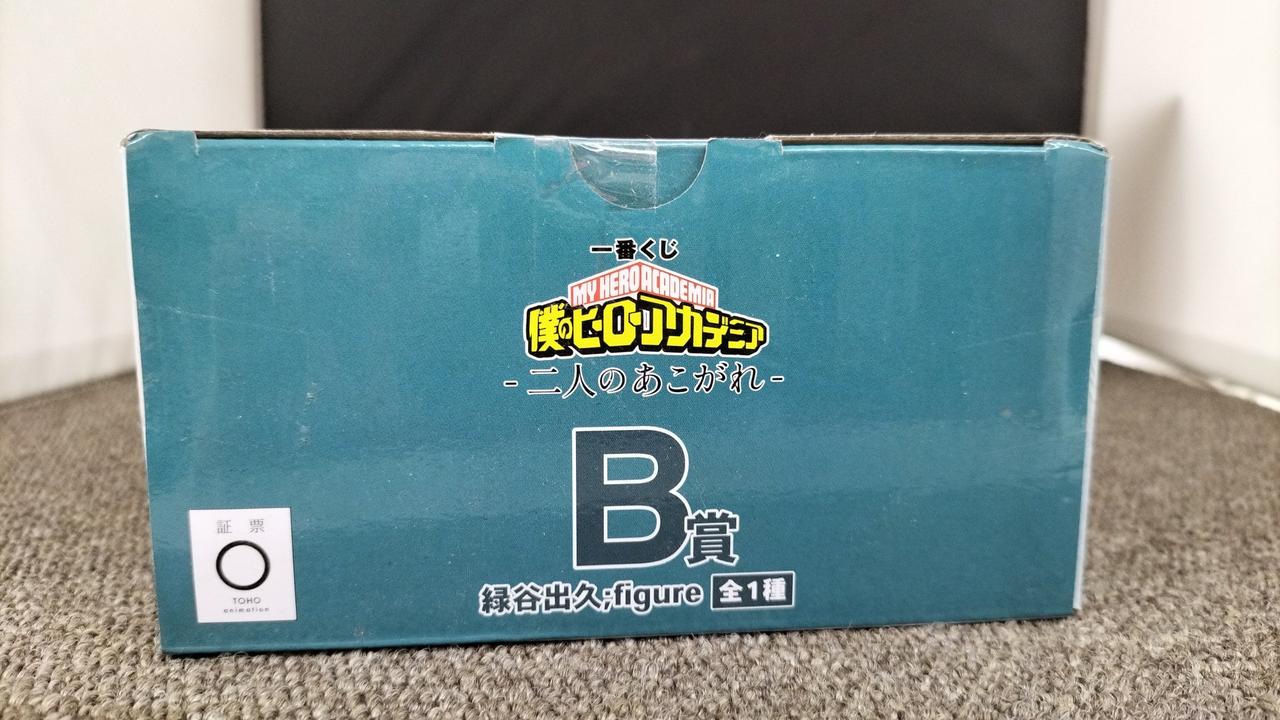 一番くじ
MY HERO ACADEMIA
僕のヒーローアカデミア
-二人のあこがれ-
B賞
緑谷出久;figure 全1種
証 票
TOHO
animation